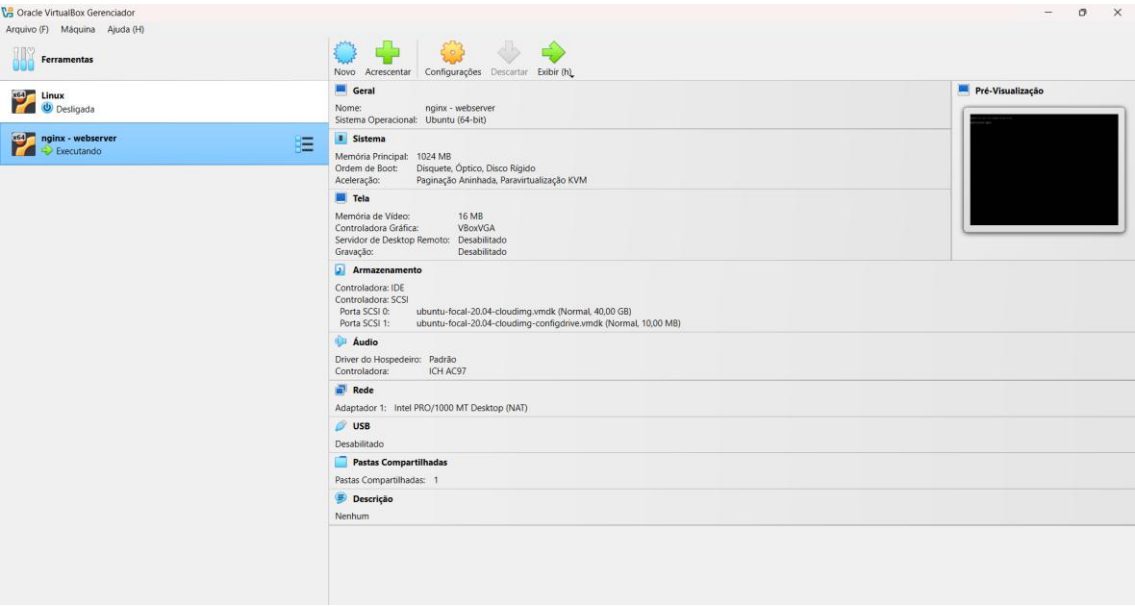 Oracle VirtualBox Gerenciador
Arquivo (F) Máquina Ajuda (H)
Ferramentas
Linux
Desligada
nginx - webserver
Executando
Novo Acrescentar Configurações Descartar Exibir (h)
Geral
Nome: nginx - webserver
Sistema Operacional: Ubuntu (64-bit)
Pré-Visualização
Sistema
Memória Principal: 1024 MB
Ordem de Boot: Disquete, Óptico, Disco Rígido
Aceleração: Paginação Aninhada, Paravirtualização KVM
Tela
Memória de Vídeo: 16 MB
Controladora Gráfica: VBoxVGA
Servidor de Desktop Remoto: Desabilitado
Gravação: Desabilitado
Armazenamento
Controladora: IDE
Controladora: SCSI
Porta SCSI 0: ubuntu-focal-20.04-cloudimg.vmdk (Normal, 40,00 GB)
Porta SCSI 1: ubuntu-focal-20.04-cloudimg-configdrive.vmdk (Normal, 10,00 MB)
Áudio
Driver do Hospedeiro: Padrão
Controladora: ICH AC97
Rede
Adaptador 1: Intel PRO/1000 MT Desktop (NAT)
USB
Desabilitado
Pastas Compartilhadas
Pastas Compartilhadas: 1
Descrição
Nenhum